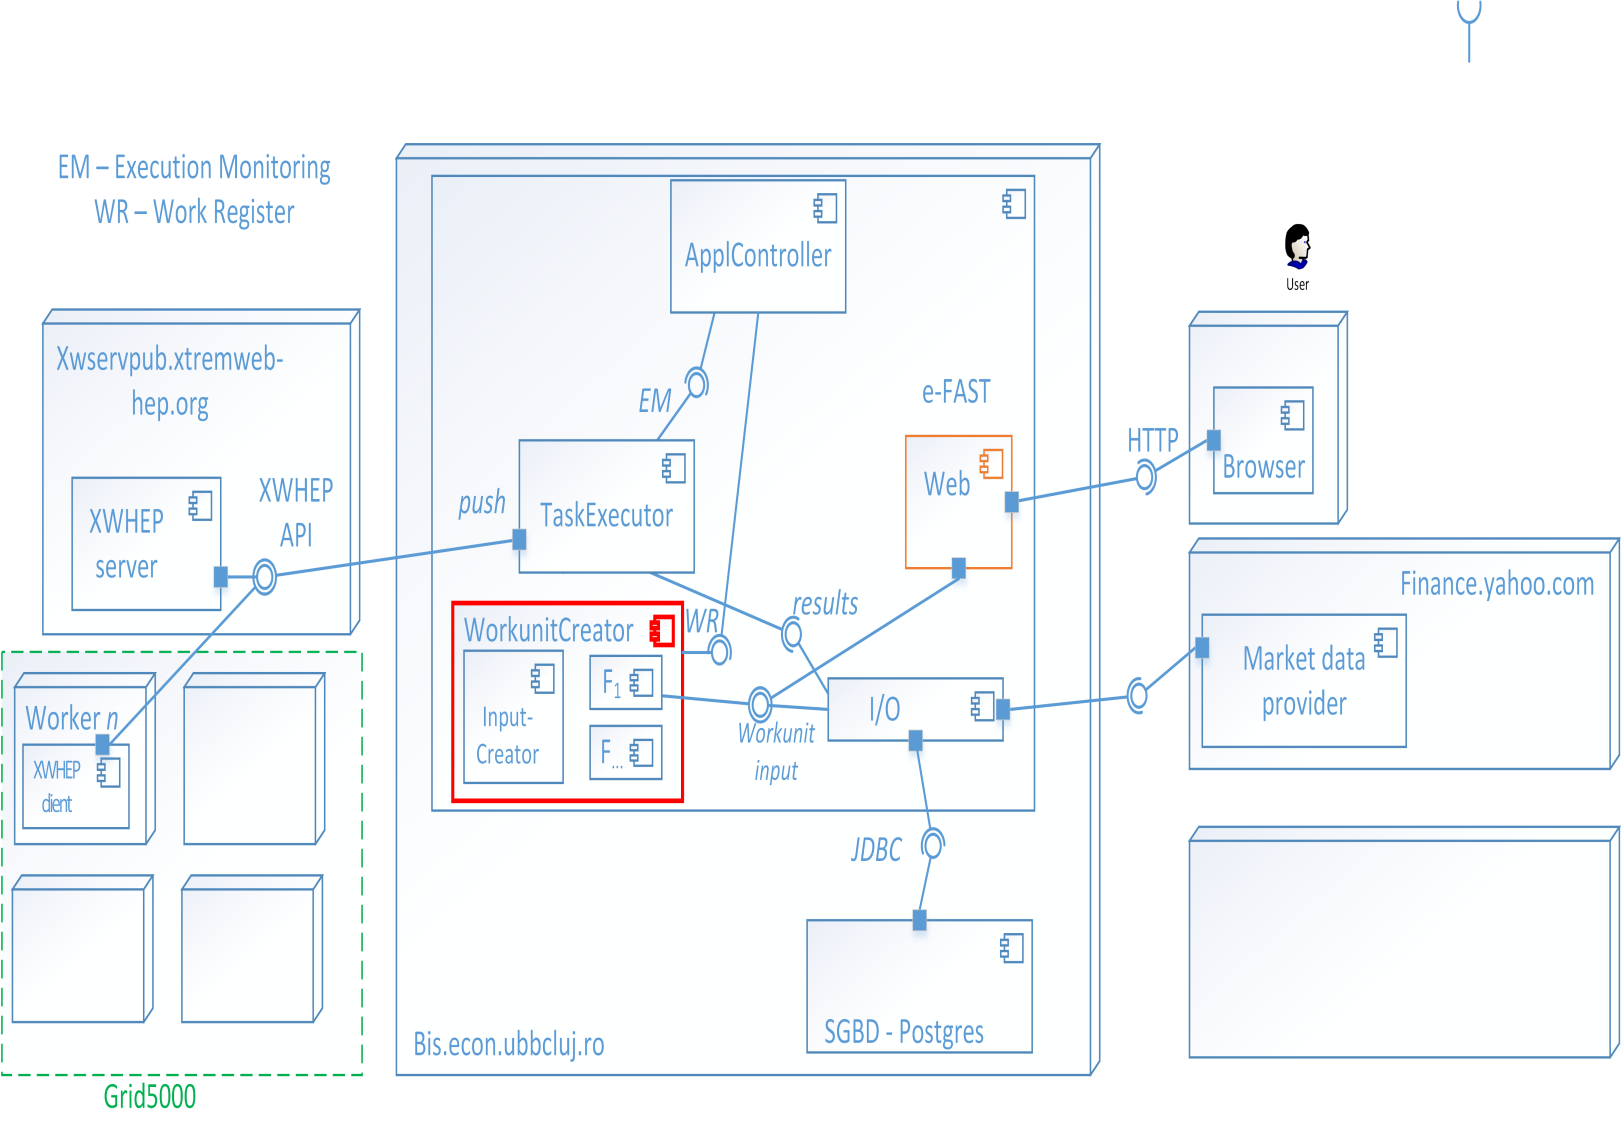 EM – Execution Monitoring
WR – Work Register
Xwservpub.xtremweb-
hep.org
XWHEP
server
XWHEP
API
push
Worker n
XWHEP
client
Grid5000
ApplController
EM
TaskExecutor
e-FAST
Web
WorkunitCreator
WR
results
Input-
Creator
F1
F...
Workunit
input
I/O
JDBC
SGBD - Postgres
Bis.econ.ubbcluj.ro
User
HTTP
Browser
Finance.yahoo.com
Market data
provider